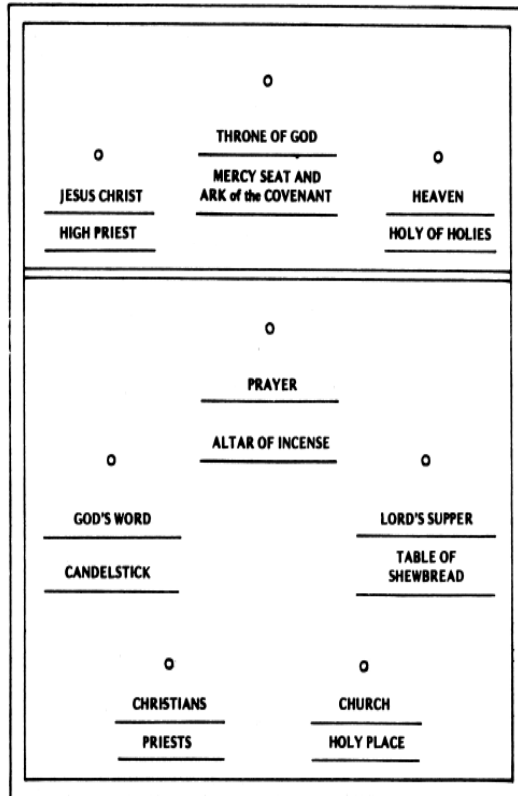 THRONE OF GOD
MERCY SEAT AND
ARK of the COVENANT
JESUS CHRIST
HIGH PRIEST
HEAVEN
HOLY OF HOLIES
PRAYER
ALTAR OF INCENSE
GOD'S WORD
CANDELSTICK
LORD'S SUPPER
TABLE OF
SHEWBREAD
CHRISTIANS
PRIESTS
CHURCH
HOLY PLACE